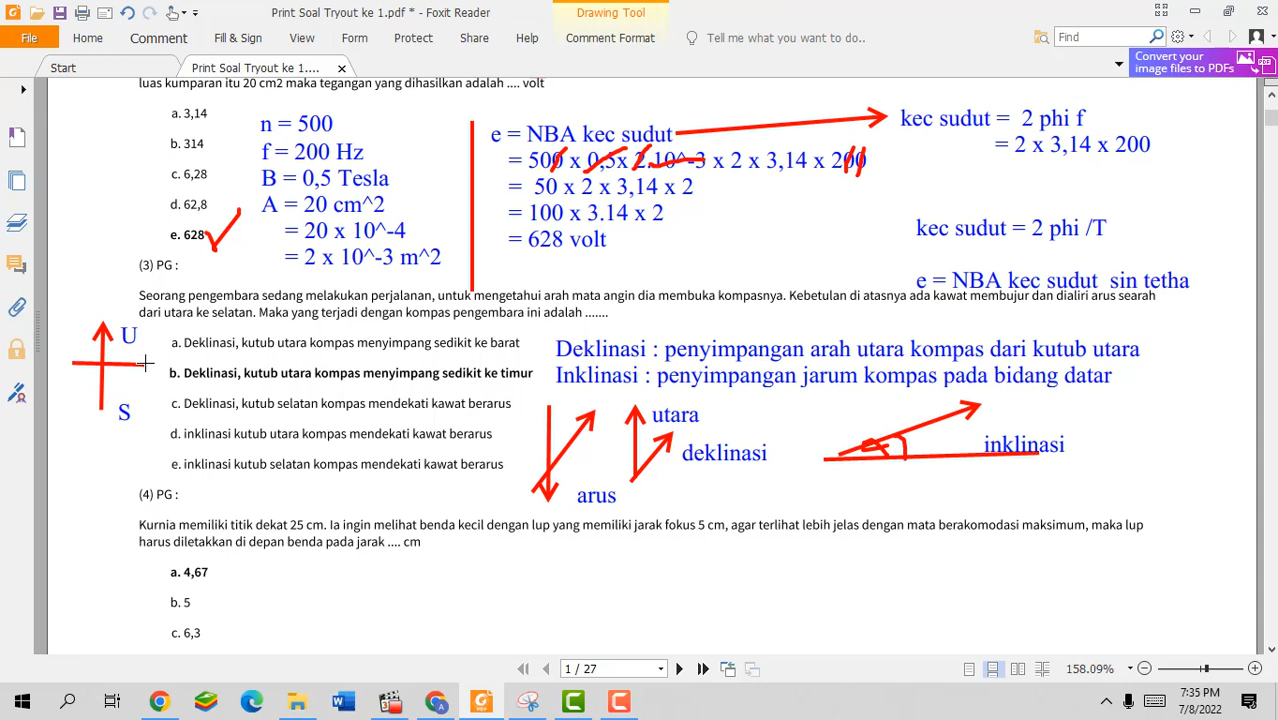 Print Soal Tryout ke 1.pdf * - Foxit Reader
Drawing Tool
File
Home
Comment
Fill & Sign
View
Form
Protect
Share
Help
Comment Format
Tell me what you want to do..
Find
Start
Print Soal Tryout ke 1....
Convert your
image files to PDFs
luas kumparan itu 20 cm2 maka tegangan yang dihasilkan adalah .... volt
a. 3,14
b. 314
c. 6,28
d. 62,8
e. 628
n = 500
f = 200 Hz
B = 0,5 Tesla
A = 20 cm^2
= 20 x 10^-4
= 2 x 10^-3 m^2
e = NBA kec sudut
= 500 x 0,5x 2.10^-3 x 2 x 3,14 x 200
= 50 x 2 x 3,14 x 2
= 100 x 3.14 x 2
= 628 volt
kec sudut = 2 phi f
= 2 x 3,14 x 200
kec sudut = 2 phi /T
e = NBA kec sudut sin tetha
(3) PG :
Seorang pengembara sedang melakukan perjalanan, untuk mengetahui arah mata angin dia membuka kompasnya. Kebetulan di atasnya ada kawat membujur dan dialiri arus searah
dari utara ke selatan. Maka yang terjadi dengan kompas pengembara ini adalah .......
U
S
a. Deklinasi, kutub utara kompas menyimpang sedikit ke barat
b. Deklinasi, kutub utara kompas menyimpang sedikit ke timur
c. Deklinasi, kutub selatan kompas mendekati kawat berarus
d. inklinasi kutub utara kompas mendekati kawat berarus
e. inklinasi kutub selatan kompas mendekati kawat berarus
Deklinasi : penyimpangan arah utara kompas dari kutub utara
Inklinasi : penyimpangan jarum kompas pada bidang datar
utara
deklinasi
arus
inklinasi
(4) PG :
Kurnia memiliki titik dekat 25 cm. Ia ingin melihat benda kecil dengan lup yang memiliki jarak fokus 5 cm, agar terlihat lebih jelas dengan mata berakomodasi maksimum, maka lup
harus diletakkan di depan benda pada jarak .... cm
a. 4,67
b. 5
c. 6,3
1 / 27
158.09%
7:35 PM
7/8/2022